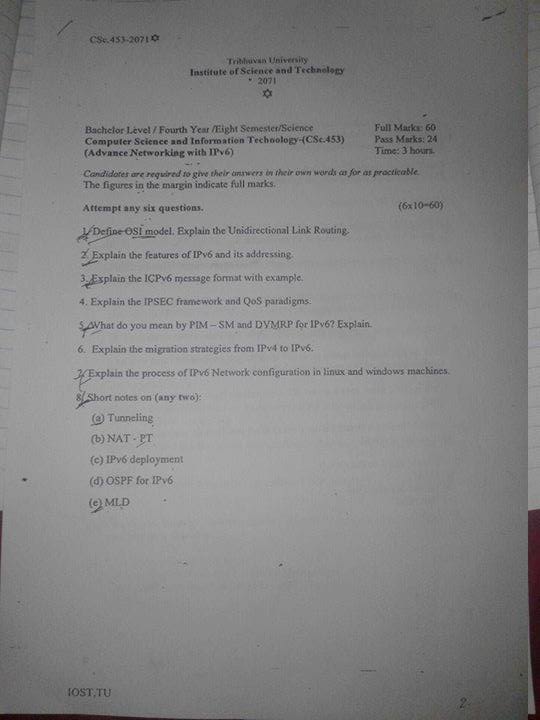 CSc.453-2071✡
Tribhuvan University
Institute of Science and Technology
2071
✡
Bachelor Level / Fourth Year /Eight Semester/Science
Full Marks: 60
Computer Science and Information Technology-(CSc.453)
Pass Marks: 24
(Advance Networking with IPv6)
Time: 3 hours.
Candidates are required to give their answers in their own words as for as practicable.
The figures in the margin indicate full marks.
Attempt any six questions.
(6x10=60)
1. Define OSI model. Explain the Unidirectional Link Routing.
2. Explain the features of IPv6 and its addressing.
3. Explain the ICPv6 message format with example.
4. Explain the IPSEC framework and QoS paradigms.
5. What do you mean by PIM – SM and DVMRP for IPv6? Explain.
6. Explain the migration strategies from IPv4 to IPv6.
7. Explain the process of IPv6 Network configuration in linux and windows machines.
8. Short notes on (any two):
(a) Tunneling
(b) NAT - PT
(c) IPv6 deployment
(d) OSPF for IPv6
(e) MLD
IOST,TU
2